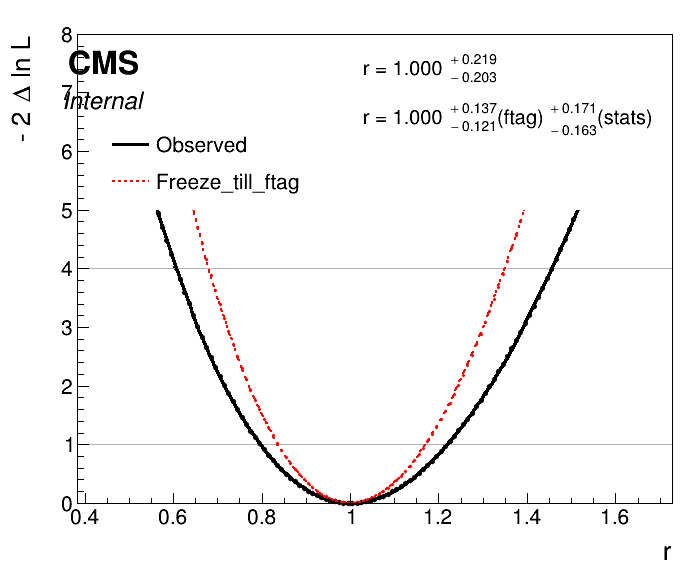 - 2 Δ ln L
8
7
6
5
4
3
2
1
0
CMS
Internal
Observed
Freeze_till_ftag
r = 1.000 + 0.219 - 0.203
r = 1.000 + 0.137 - 0.121 (ftag) + 0.171 - 0.163 (stats)
0.4 0.6 0.8 1 1.2 1.4 1.6
r